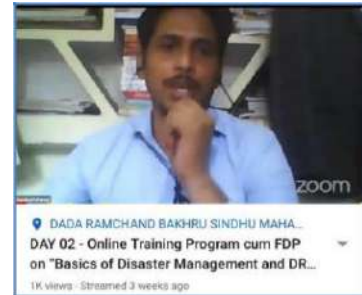 zoom
DADA RAMCHAND BAKHRU SINDHU MAHA...
DAY 02 - Online Training Program cum FDP
on "Basics of Disaster Management and DR...
1K views · Streamed 3 weeks ago